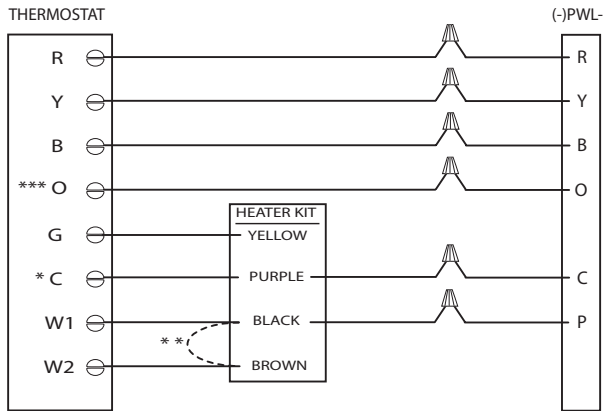 THERMOSTAT (-)PWL-
R R
Y Y
B B
*** O O
HEATER KIT
G YELLOW
* C PURPLE C
W1 BLACK P
* *
W2 BROWN